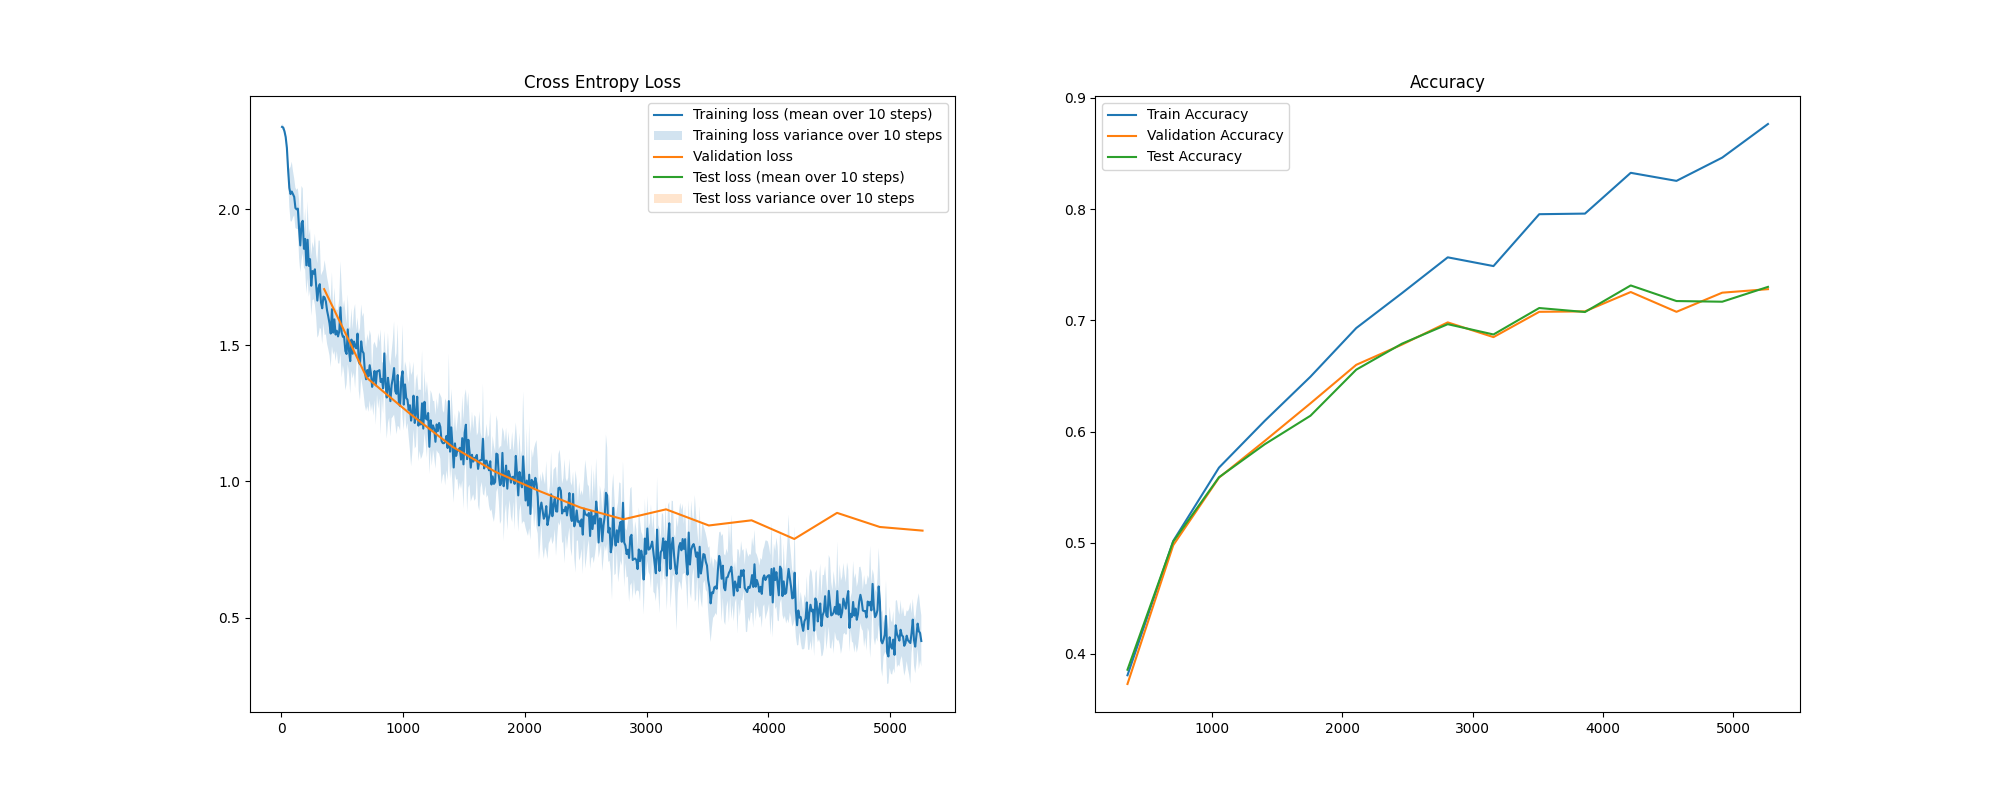 Cross Entropy Loss
Training loss (mean over 10 steps)
Training loss variance over 10 steps
Validation loss
Test loss (mean over 10 steps)
Test loss variance over 10 steps
2.0
1.5
1.0
0.5
0 1000 2000 3000 4000 5000
Accuracy
Train Accuracy
Validation Accuracy
Test Accuracy
0.9
0.8
0.7
0.6
0.5
0.4
1000 2000 3000 4000 5000